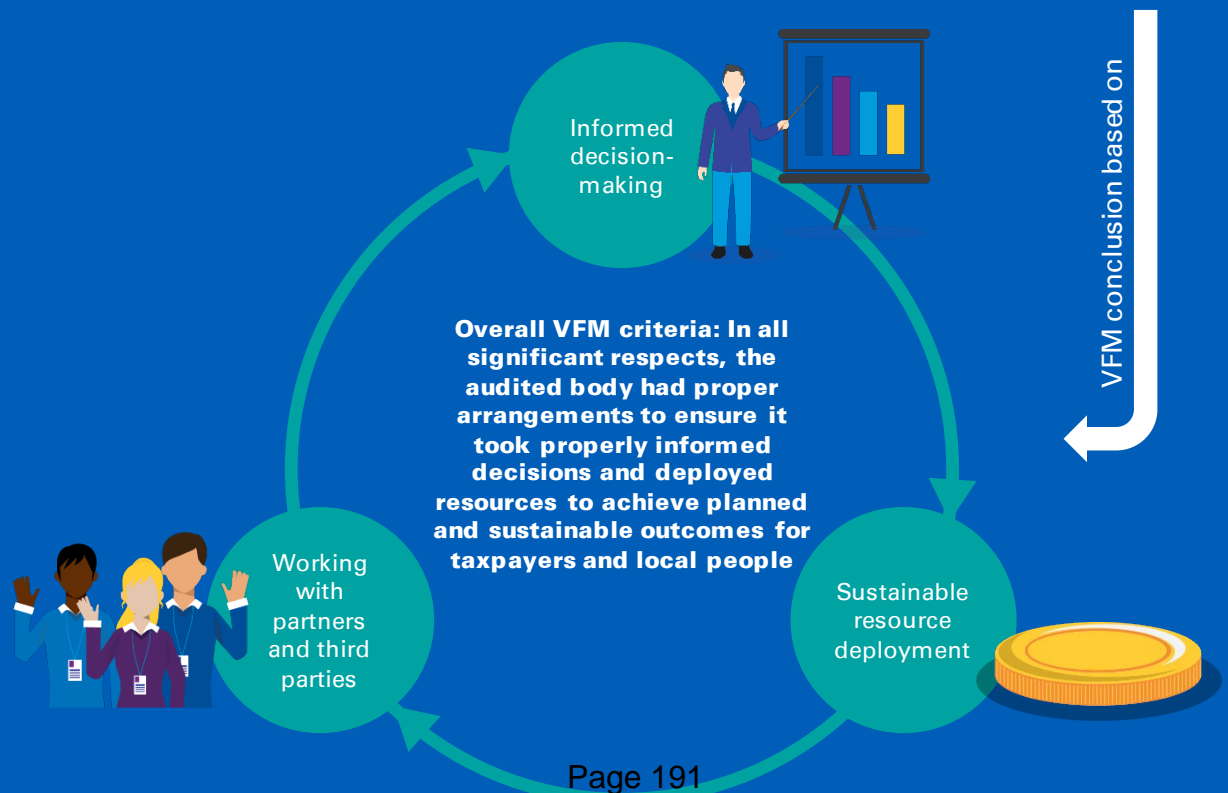 Informed
decision-
making
VFM conclusion based on
Overall VFM criteria: In all
significant respects, the
audited body had proper
arrangements to ensure it
took properly informed
decisions and deployed
resources to achieve planned
and sustainable outcomes for
taxpayers and local people
Working
with
partners
and third
parties
Sustainable
resource
deployment
Page 191